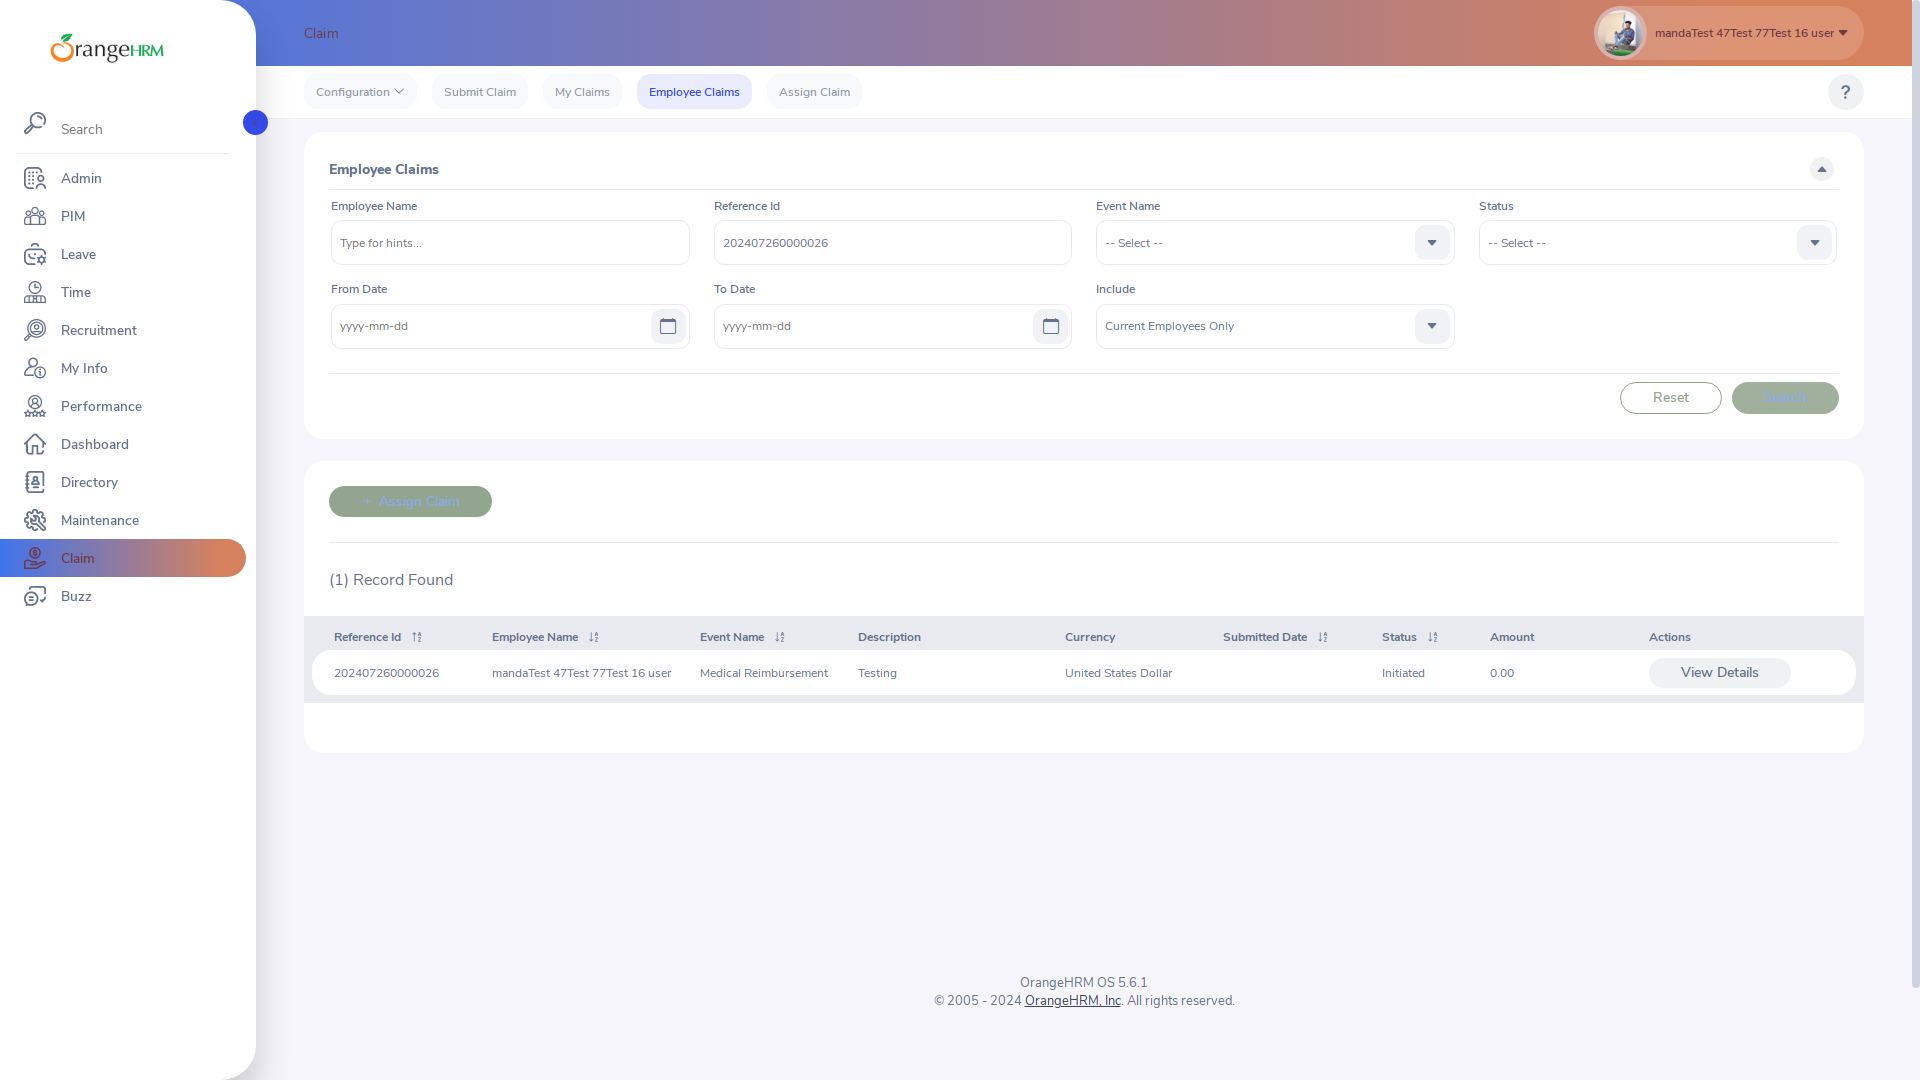 OrangeHRM
Claim
mandaTest 47Test 77Test 16 user
Configuration
Submit Claim
My Claims
Employee Claims
Assign Claim
?
Search
Admin
PIM
Leave
Time
Recruitment
My Info
Performance
Dashboard
Directory
Maintenance
Claim
Buzz
Employee Claims
Employee Name
Reference Id
Event Name
Status
Type for hints...
202407260000026
-- Select --
-- Select --
From Date
To Date
Include
yyyy-mm-dd
yyyy-mm-dd
Current Employees Only
Reset
Search
+ Assign Claim
(1) Record Found
Reference Id
Employee Name
Event Name
Description
Currency
Submitted Date
Status
Amount
Actions
202407260000026
mandaTest 47Test 77Test 16 user
Medical Reimbursement
Testing
United States Dollar
Initiated
0.00
View Details
OrangeHRM OS 5.6.1
© 2005 - 2024 OrangeHRM, Inc. All rights reserved.